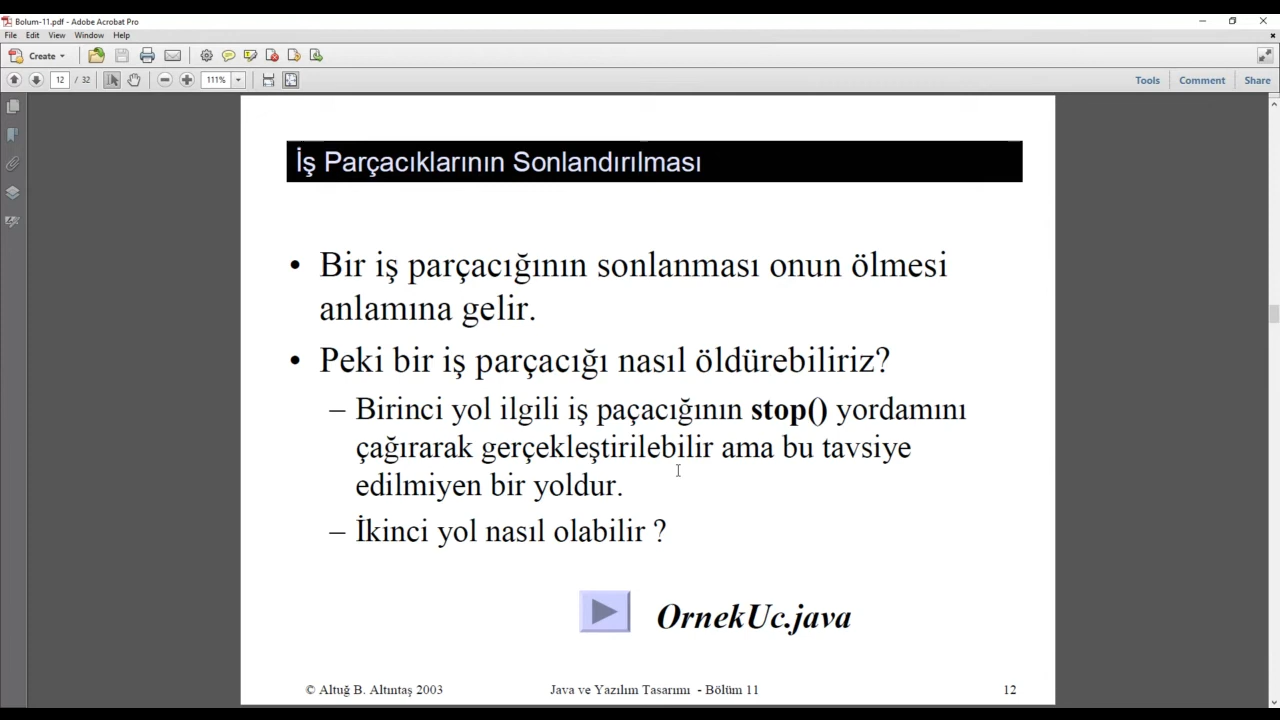 Bolum-11.pdf - Adobe Acrobat Pro
File Edit View Window Help
Create
12 / 32 111% Tools Comment Share
İş Parçacıklarının Sonlandırılması
• Bir iş parçacığının sonlanması onun ölmesi
anlamına gelir.
• Peki bir iş parçacığı nasıl öldürebiliriz?
– Birinci yol ilgili iş paçacığının stop() yordamını
çağırarak gerçekleştirilebilir ama bu tavsiye
edilmiyen bir yoldur.
– İkinci yol nasıl olabilir ?
OrnekUc.java
© Altuğ B. Altıntaş 2003 Java ve Yazılım Tasarımı - Bölüm 11 12